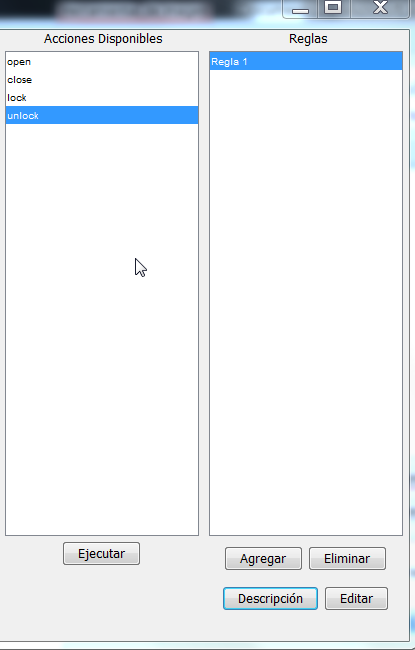 Acciones Disponibles
Reglas
open
close
lock
unlock
Regla 1
Ejecutar
Agregar
Eliminar
Descripción
Editar